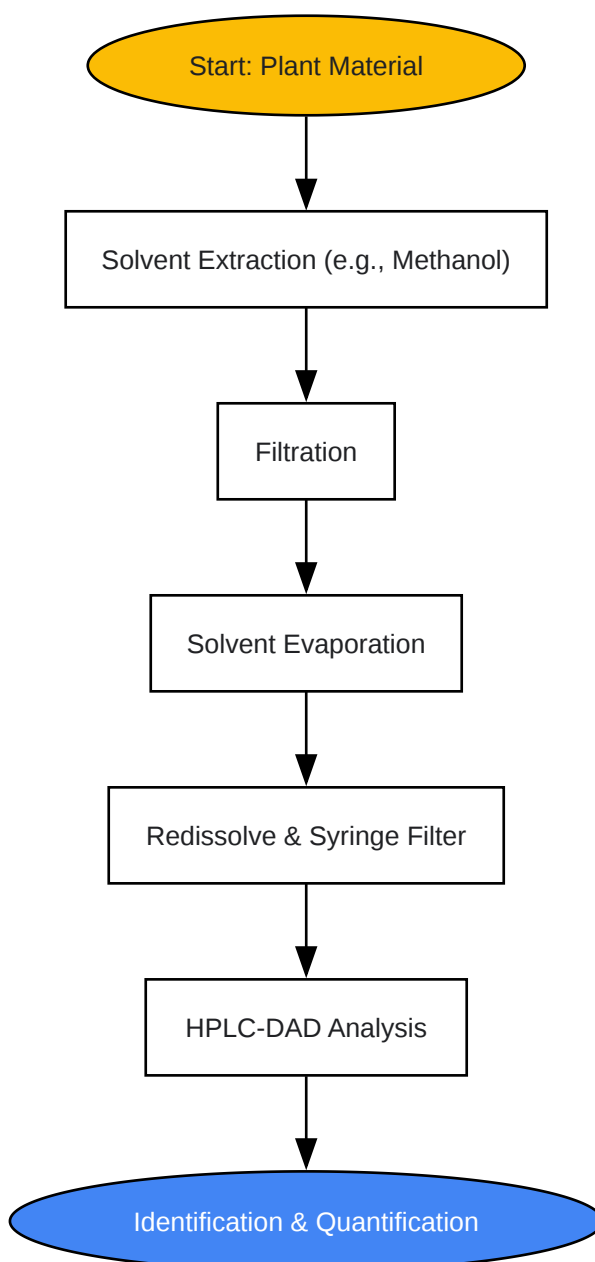 Start: Plant Material
Solvent Extraction (e.g., Methanol)
Filtration
Solvent Evaporation
Redissolve & Syringe Filter
HPLC-DAD Analysis
Identification & Quantification